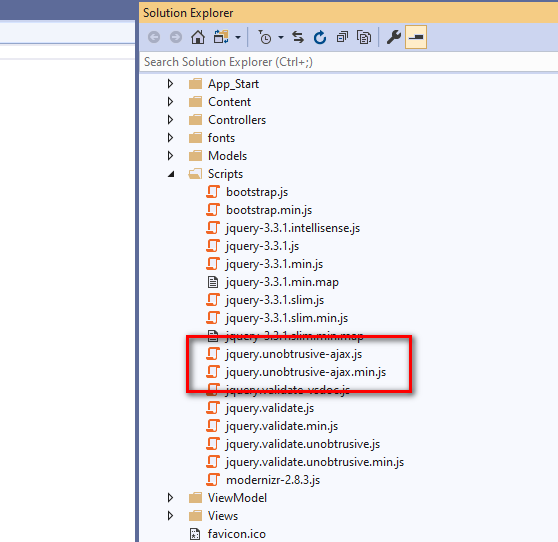 Solution Explorer
Search Solution Explorer (Ctrl+;)
App_Start
Content
Controllers
fonts
Models
Scripts
bootstrap.js
bootstrap.min.js
jquery-3.3.1.intellisense.js
jquery-3.3.1.js
jquery-3.3.1.min.js
jquery-3.3.1.min.map
jquery-3.3.1.slim.js
jquery-3.3.1.slim.min.js
jquery-3.3.1.slim.min.map
jquery.unobtrusive-ajax.js
jquery.unobtrusive-ajax.min.js
jquery.validate-vsdoc.js
jquery.validate.js
jquery.validate.min.js
jquery.validate.unobtrusive.js
jquery.validate.unobtrusive.min.js
modernizr-2.8.3.js
ViewModel
Views
favicon.ico